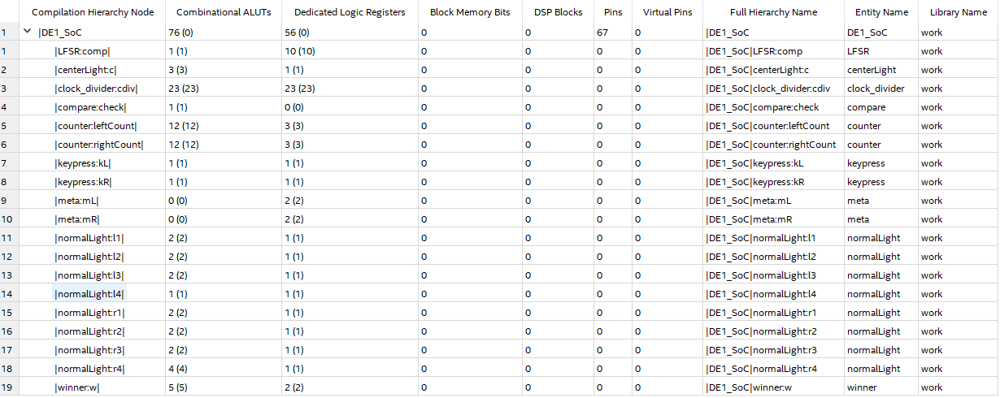 Compilation Hierarchy Node Combinational ALUTs Dedicated Logic Registers Block Memory Bits DSP Blocks Pins Virtual Pins Full Hierarchy Name Entity Name Library Name
1 |DE1_SoC 76 (0) 56 (0) 0 0 67 0 |DE1_SoC DE1_SoC work
1 |LFSR:comp| 1 (1) 10 (10) 0 0 0 0 |DE1_SoC|LFSR:comp LFSR work
2 |centerLight:c| 3 (3) 1 (1) 0 0 0 0 |DE1_SoC|centerLight:c centerLight work
3 |clock_divider:cdiv| 23 (23) 23 (23) 0 0 0 0 |DE1_SoC|clock_divider:cdiv clock_divider work
4 |compare:check| 1 (1) 0 (0) 0 0 0 0 |DE1_SoC|compare:check compare work
5 |counter:leftCount| 12 (12) 3 (3) 0 0 0 0 |DE1_SoC|counter:leftCount counter work
6 |counter:rightCount| 12 (12) 3 (3) 0 0 0 0 |DE1_SoC|counter:rightCount counter work
7 |keypress:kL| 1 (1) 1 (1) 0 0 0 0 |DE1_SoC|keypress:kL keypress work
8 |keypress:kR| 1 (1) 1 (1) 0 0 0 0 |DE1_SoC|keypress:kR keypress work
9 |meta:mL| 0 (0) 2 (2) 0 0 0 0 |DE1_SoC|meta:mL meta work
10 |meta:mR| 0 (0) 2 (2) 0 0 0 0 |DE1_SoC|meta:mR meta work
11 |normalLight:l1| 2 (2) 1 (1) 0 0 0 0 |DE1_SoC|normalLight:l1 normalLight work
12 |normalLight:l2| 2 (2) 1 (1) 0 0 0 0 |DE1_SoC|normalLight:l2 normalLight work
13 |normalLight:l3| 2 (2) 1 (1) 0 0 0 0 |DE1_SoC|normalLight:l3 normalLight work
14 |normalLight:l4| 1 (1) 1 (1) 0 0 0 0 |DE1_SoC|normalLight:l4 normalLight work
15 |normalLight:r1| 2 (2) 1 (1) 0 0 0 0 |DE1_SoC|normalLight:r1 normalLight work
16 |normalLight:r2| 2 (2) 1 (1) 0 0 0 0 |DE1_SoC|normalLight:r2 normalLight work
17 |normalLight:r3| 2 (2) 1 (1) 0 0 0 0 |DE1_SoC|normalLight:r3 normalLight work
18 |normalLight:r4| 4 (4) 1 (1) 0 0 0 0 |DE1_SoC|normalLight:r4 normalLight work
19 |winner:w| 5 (5) 2 (2) 0 0 0 0 |DE1_SoC|winner:w winner work